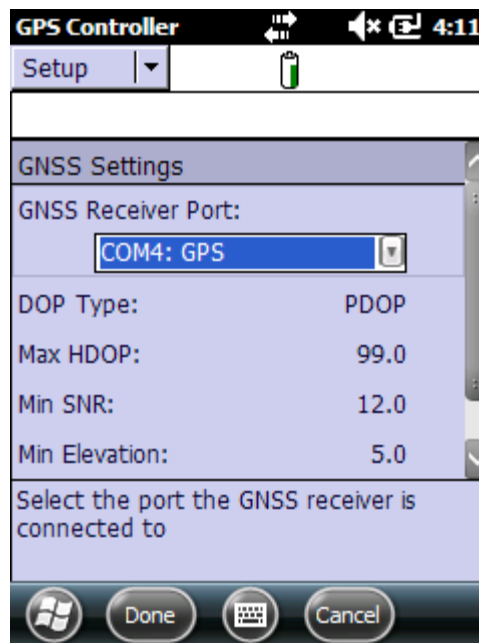 GPS Controller 4:11
Setup
GNSS Settings
GNSS Receiver Port:
COM4: GPS
DOP Type: PDOP
Max HDOP: 99.0
Min SNR: 12.0
Min Elevation: 5.0
Select the port the GNSS receiver is
connected to
Done Cancel